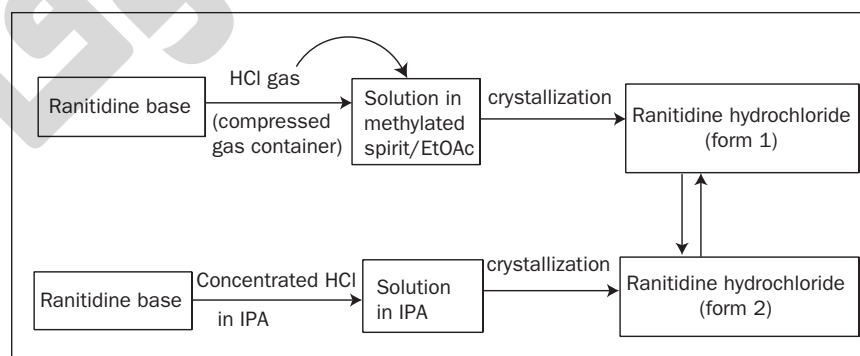 Ranitidine base
HCl gas
(compressed
gas container)
Solution in
methylated
spirit/EtOAc
crystallization
Ranitidine hydrochloride
(form 1)
Ranitidine base
Concentrated HCl
in IPA
Solution
in IPA
crystallization
Ranitidine hydrochloride
(form 2)